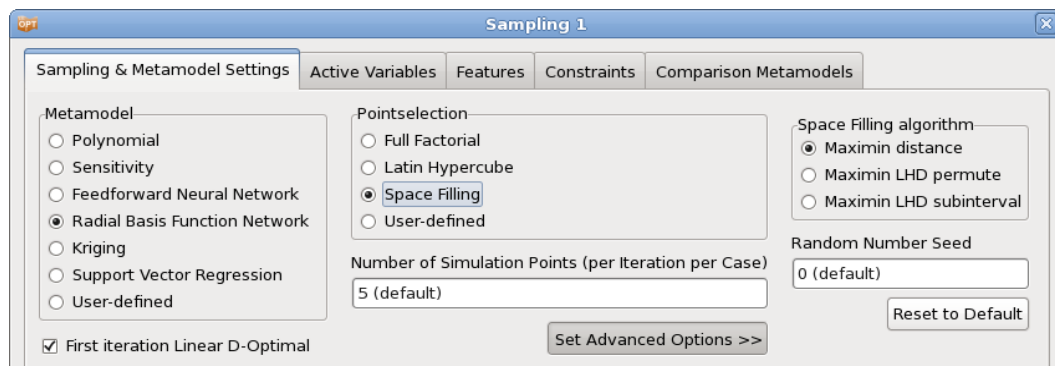 OPT
Sampling 1
Sampling & Metamodel Settings
Active Variables
Features
Constraints
Comparison Metamodels
Metamodel
Polynomial
Sensitivity
Feedforward Neural Network
Radial Basis Function Network
Kriging
Support Vector Regression
User-defined
First iteration Linear D-Optimal
Pointselection
Full Factorial
Latin Hypercube
Space Filling
User-defined
Number of Simulation Points (per Iteration per Case)
5 (default)
Set Advanced Options >>
Space Filling algorithm
Maximin distance
Maximin LHD permute
Maximin LHD subinterval
Random Number Seed
0 (default)
Reset to Default